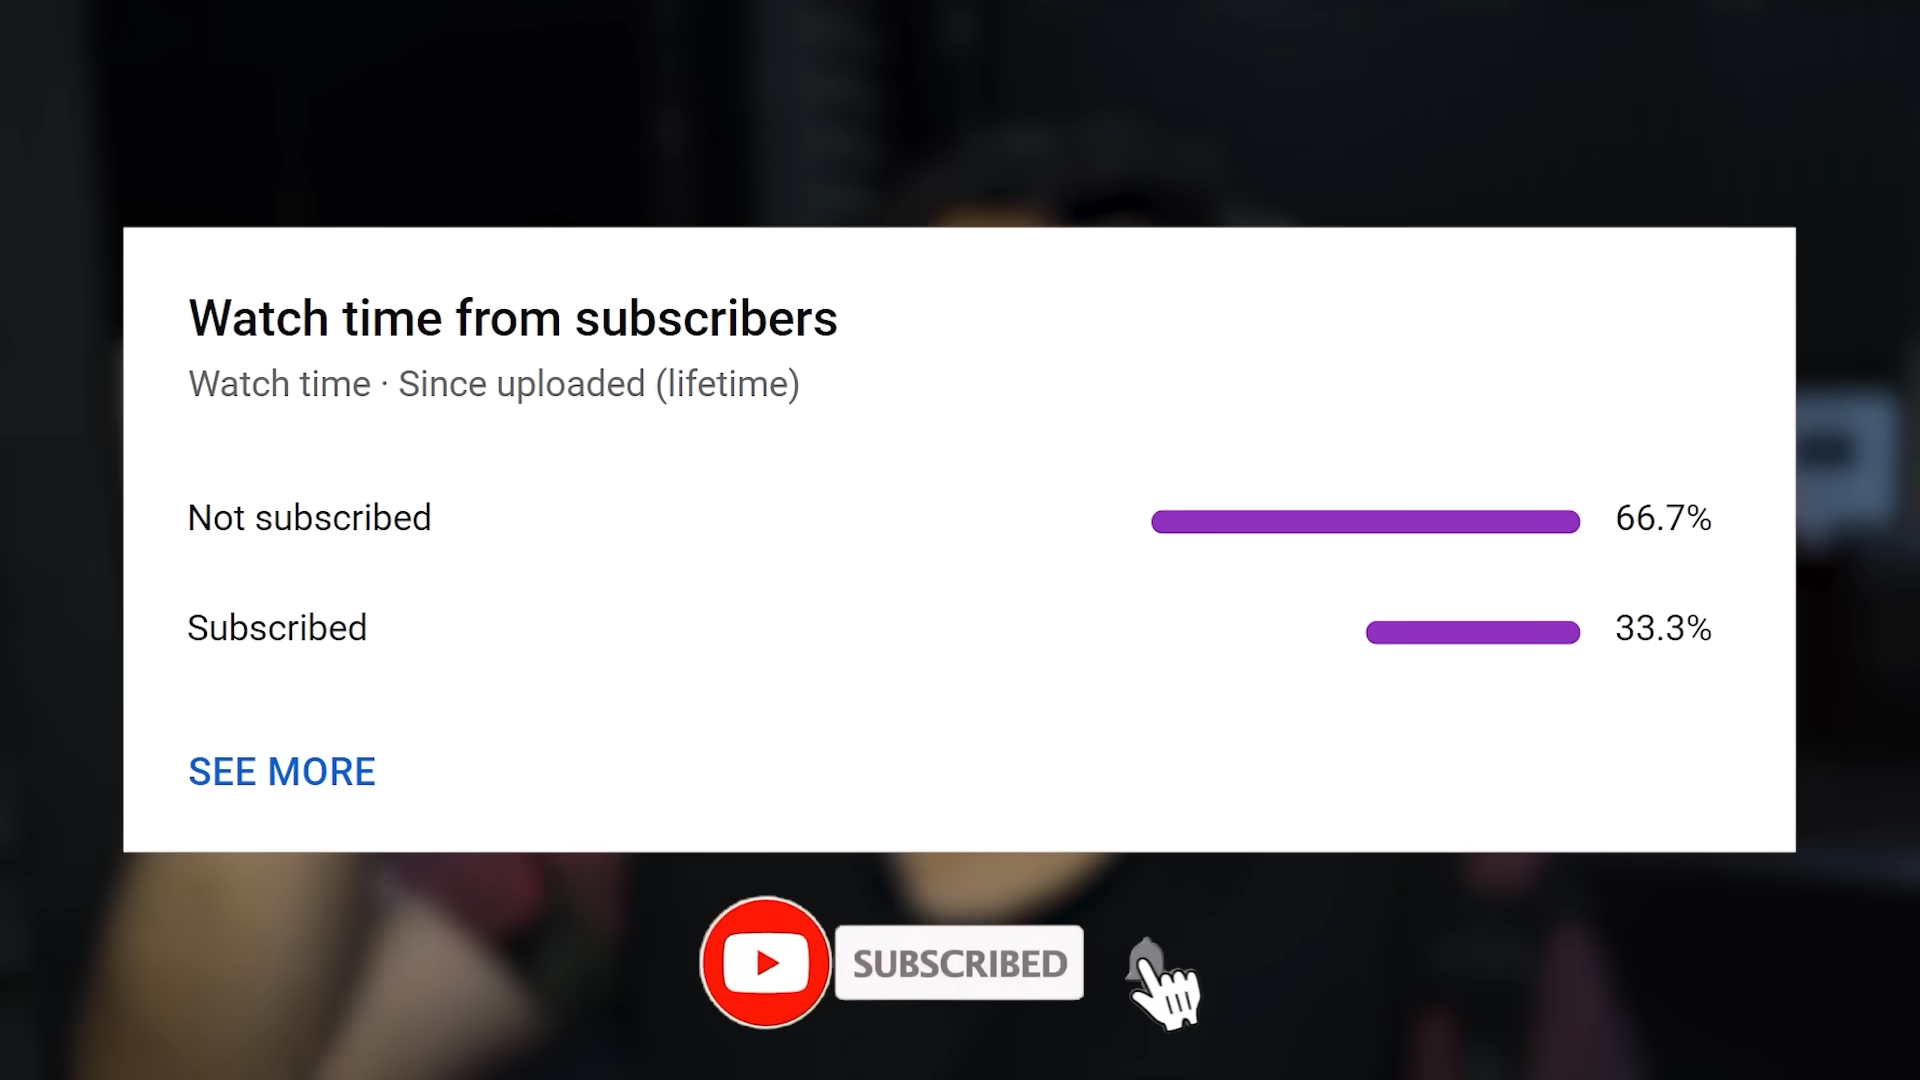 Watch time from subscribers
Watch time · Since uploaded (lifetime)
Not subscribed 66.7%
Subscribed 33.3%
SEE MORE
SUBSCRIBED